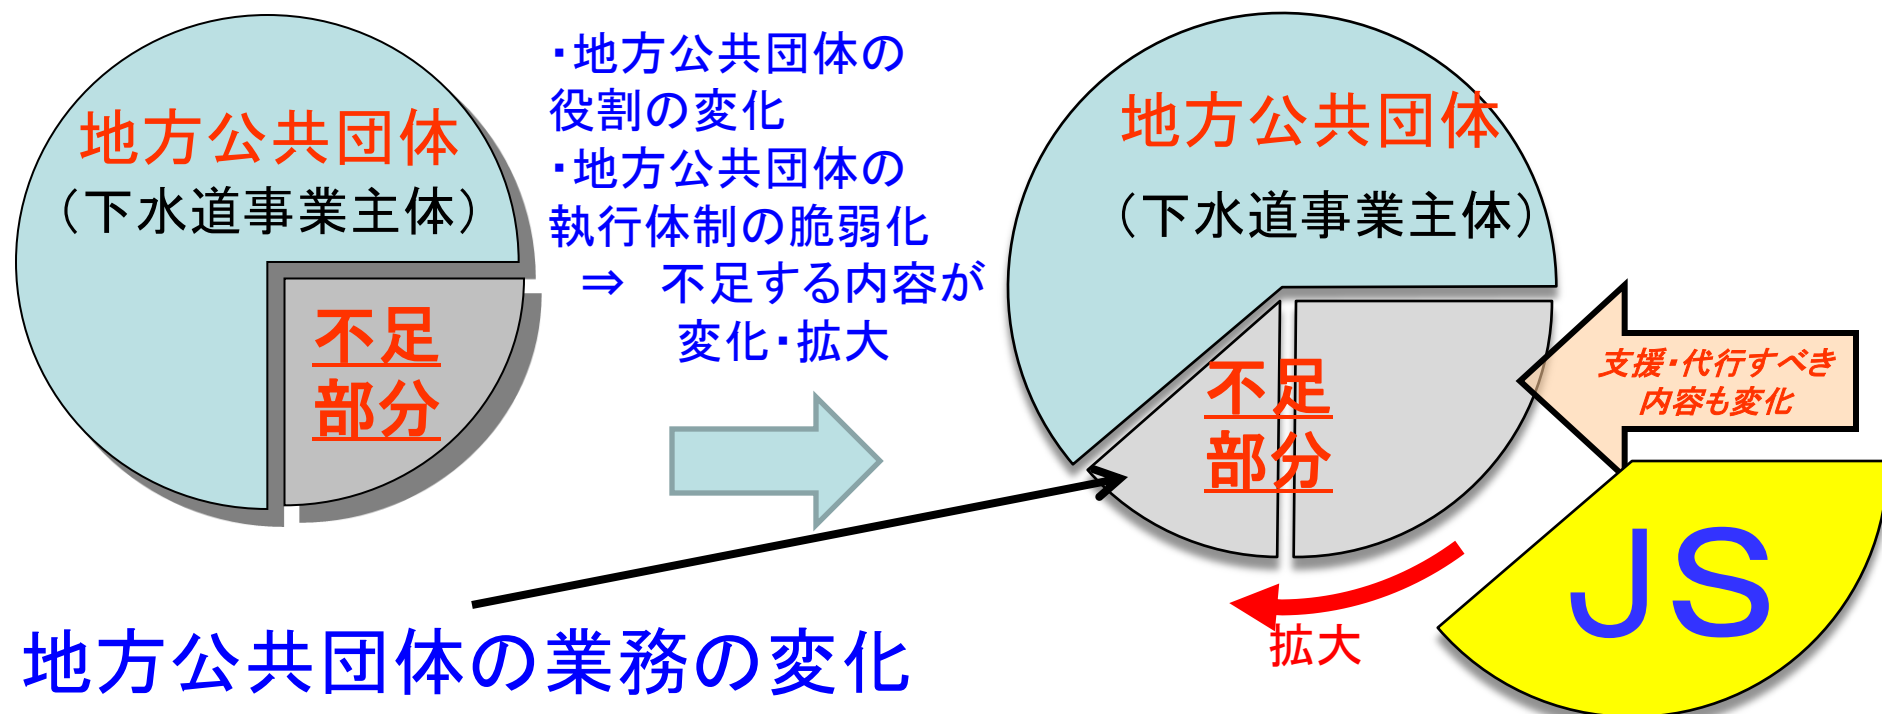 地方公共団体
（下水道事業主体）
不足
部分
・地方公共団体の
役割の変化
・地方公共団体の
執行体制の脆弱化
⇒　不足する内容が
変化・拡大
地方公共団体
（下水道事業主体）
不足
部分
支援・代行すべき
内容も変化
JS
拡大
地方公共団体の業務の変化